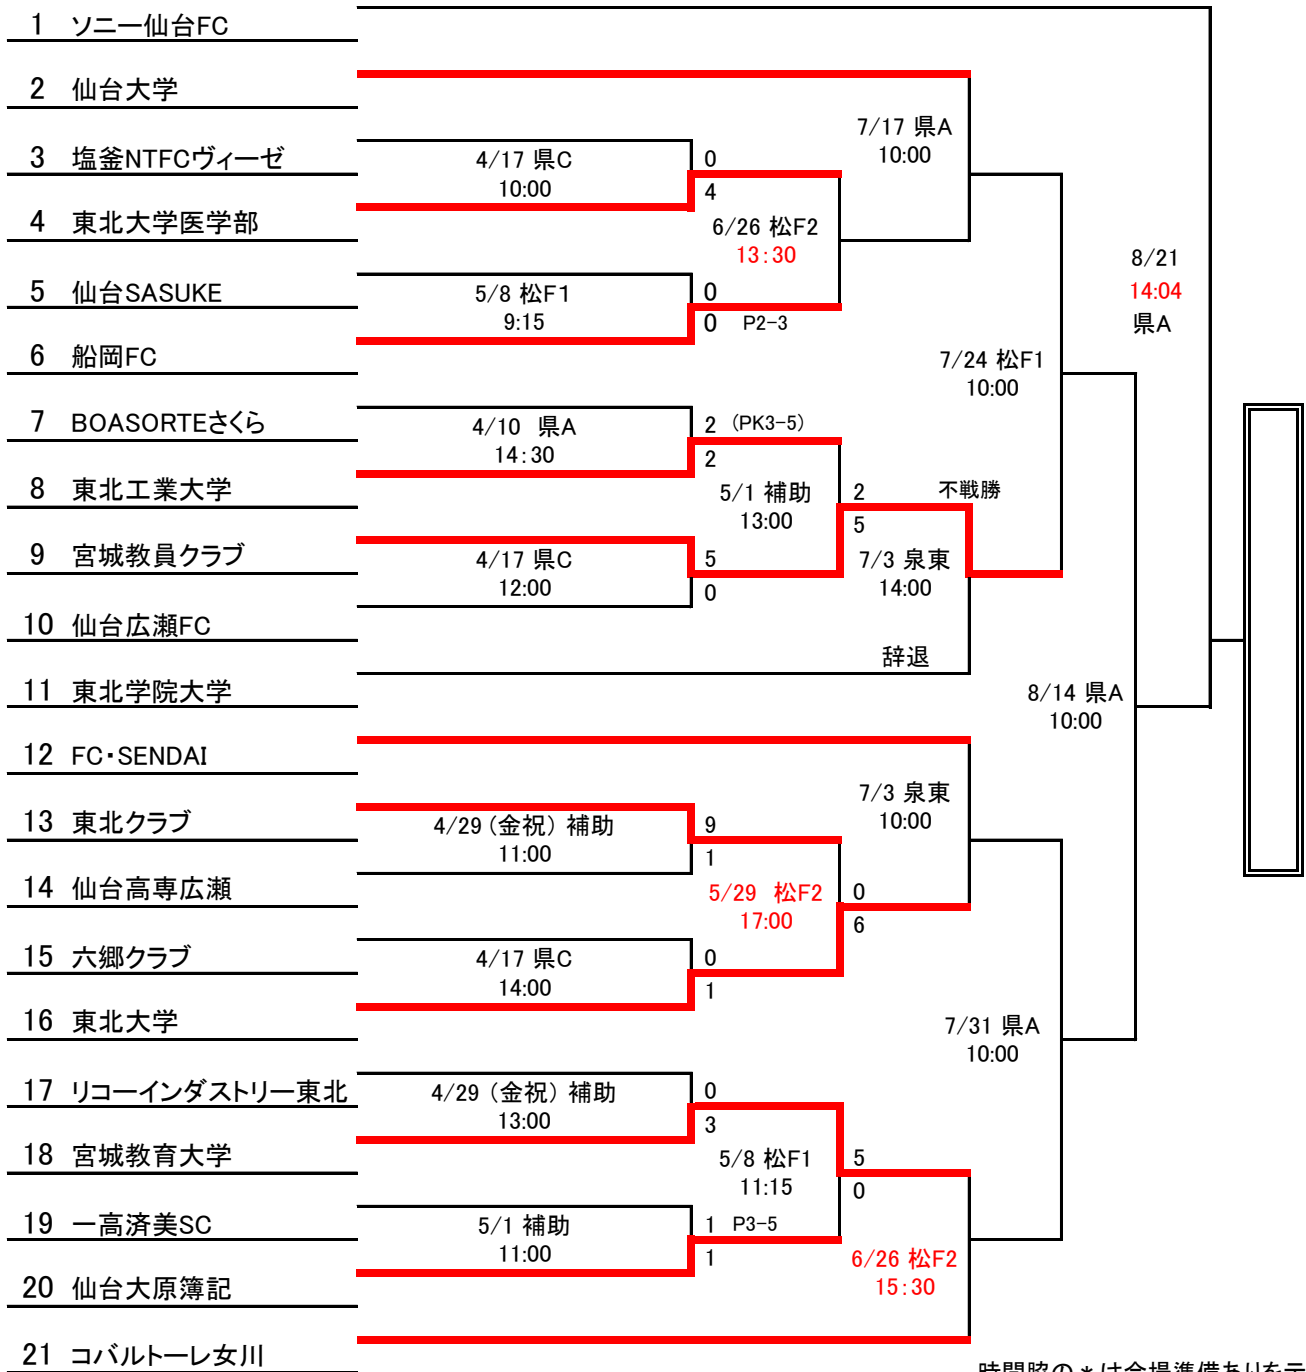 1 ソニー仙台FC
2 仙台大学
7/17 県A
10:00
3 塩釜NTFCヴィーゼ
4/17 県C
10:00
0
4
4 東北大学医学部
6/26 松F2
13:30
8/21
14:04
県A
5 仙台SASUKE
5/8 松F1
9:15
0
0 P2-3
6 船岡FC
7/24 松F1
10:00
7 BOASORTEさくら
4/10 県A
14:30
2 (PK3-5)
2
8 東北工業大学
5/1 補助
13:00
2 不戦勝
5
9 宮城教員クラブ
4/17 県C
12:00
5
0
7/3 泉東
14:00
10 仙台広瀬FC
辞退
11 東北学院大学
8/14 県A
10:00
12 FC・SENDAI
7/3 泉東
10:00
13 東北クラブ
4/29(金祝) 補助
11:00
9
1
14 仙台高専広瀬
5/29 松F2
17:00
0
6
15 六郷クラブ
4/17 県C
14:00
0
1
16 東北大学
7/31 県A
10:00
17 リコーインダストリー東北
4/29(金祝) 補助
13:00
0
3
18 宮城教育大学
5/8 松F1
11:15
5
0
19 一高済美SC
5/1 補助
11:00
1 P3-5
1
20 仙台大原簿記
6/26 松F2
15:30
21 コバルトーレ女川